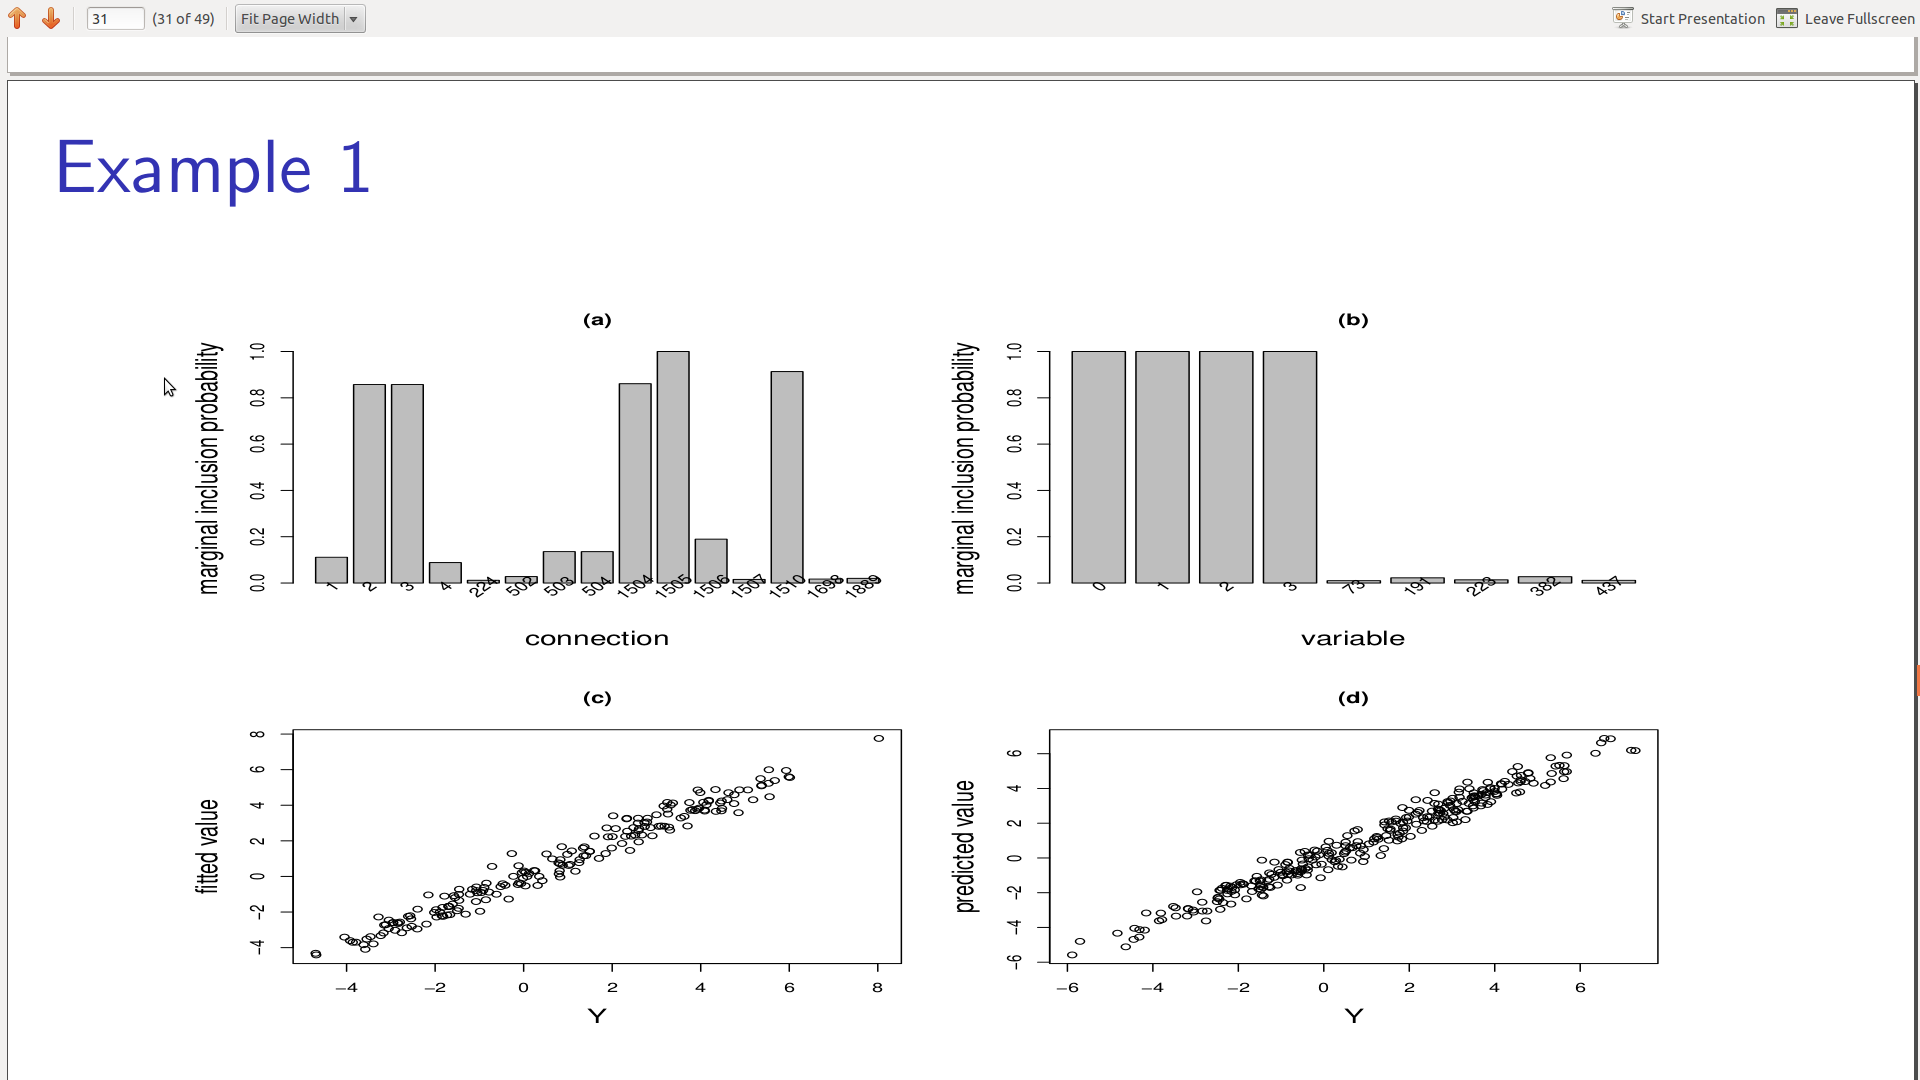 31 (31 of 49) Fit Page Width Start Presentation Leave Fullscreen
Example 1
(a)
marginal inclusion probability
0.0 0.2 0.4 0.6 0.8 1.0
1 2 3 4 224 502 503 504 1504 1505 1506 1507 1510 1698 1889
connection
(b)
marginal inclusion probability
0.0 0.2 0.4 0.6 0.8 1.0
0 1 2 3 73 191 223 382 437
variable
(c)
fitted value
−4 −2 0 2 4 6 8
−4 −2 0 2 4 6 8
Y
(d)
predicted value
−6 −4 −2 0 2 4 6
−6 −4 −2 0 2 4 6
Y